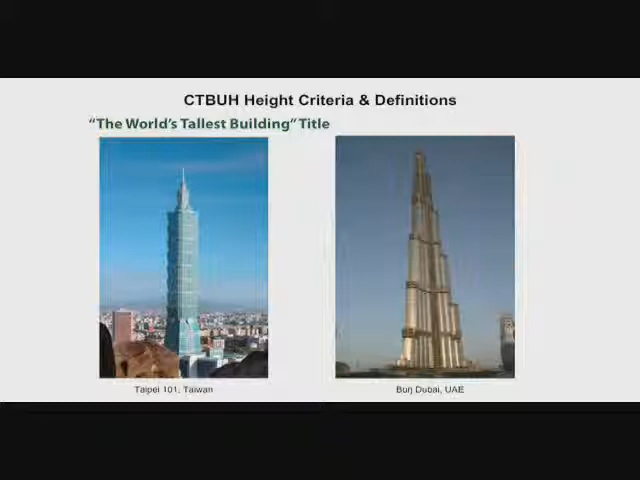 CTBUH Height Criteria & Definitions
“The World’s Tallest Building” Title
Taipei 101, Taiwan
Burj Dubai, UAE